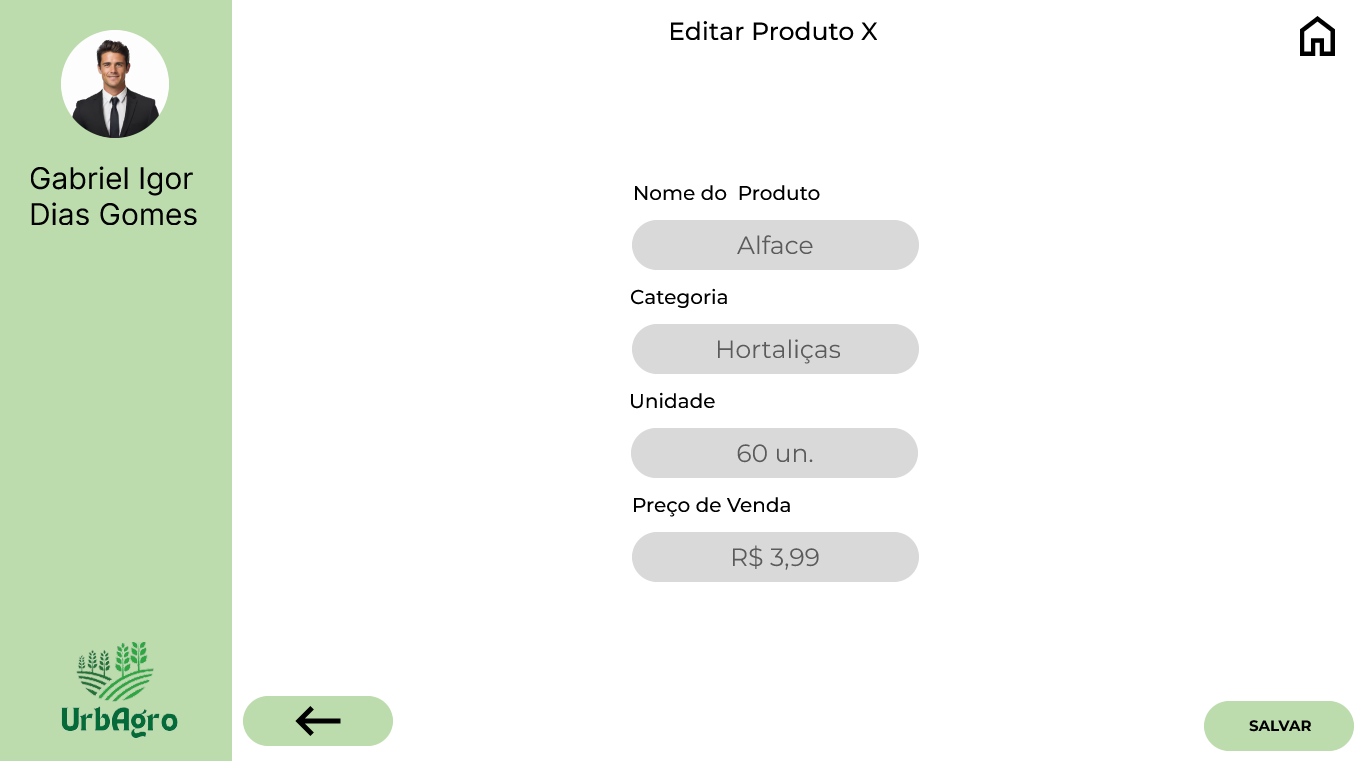 Editar Produto X
Gabriel Igor
Dias Gomes
Nome do  Produto
Alface
Categoria
Hortaliças
Unidade
60 un.
Preço de Venda
R$ 3,99
UrbAgro
SALVAR